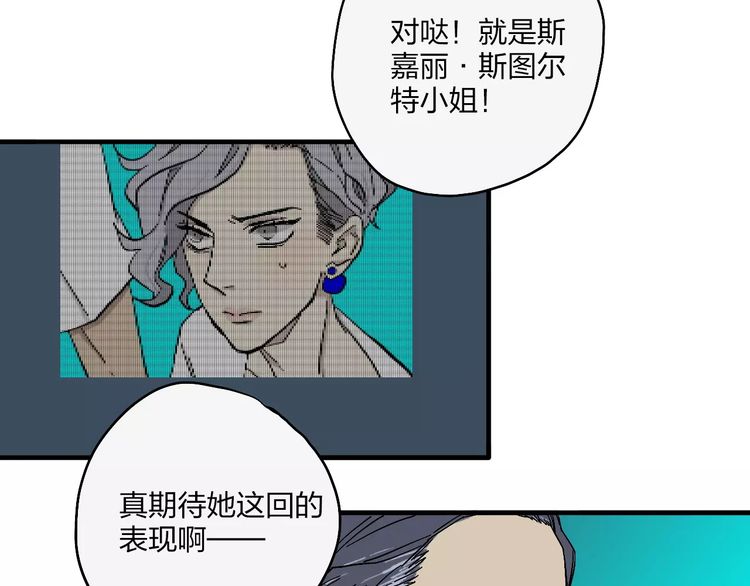 对哒！就是斯
嘉丽·斯图尔
特小姐！
真期待她这回的
表现啊——